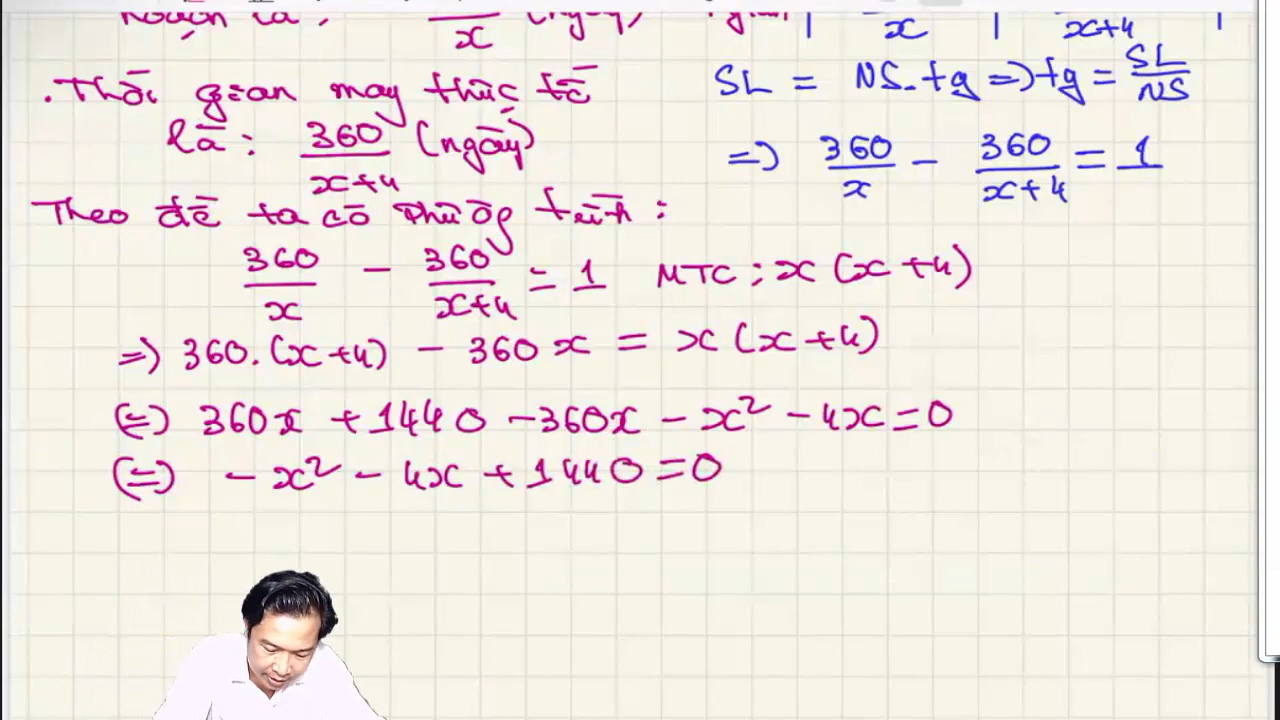 x (ngày)
x
x+4
.Thời gian may thực tế
là: 360/x+4 (ngày)
SL = NS.tg => tg = SL/NS
=> 360/x - 360/x+4 = 1
Theo đề ta có phương trình:
360/x - 360/x+4 = 1 MTC: x(x+4)
=> 360.(x+4) - 360x = x(x+4)
(=) 360x + 1440 - 360x - x² - 4x = 0
(=) -x² - 4x + 1440 = 0